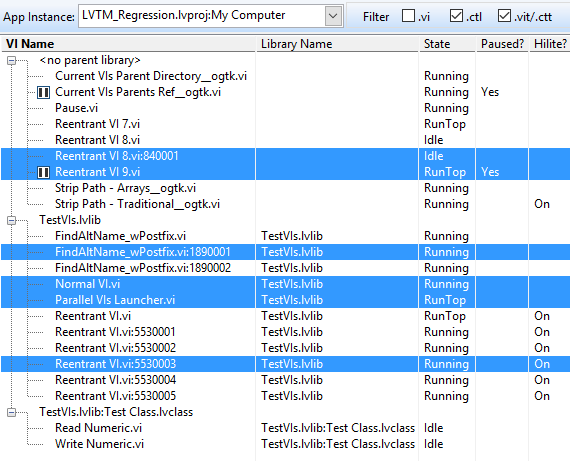 App Instance: LVTM_Regression.lvproj:My Computer Filter .vi .ctl .vit/.ctt
VI Name Library Name State Paused? Hilite?
<no parent library>
Current VIs Parent Directory__ogtk.vi Running
Current VIs Parents Ref__ogtk.vi Running Yes
Pause.vi Running
Reentrant VI 7.vi RunTop
Reentrant VI 8.vi Idle
Reentrant VI 8.vi:840001 Idle
Reentrant VI 9.vi RunTop Yes
Strip Path - Arrays__ogtk.vi Running
Strip Path - Traditional__ogtk.vi Running On
TestVIs.lvlib
FindAltName_wPostfix.vi TestVIs.lvlib Running
FindAltName_wPostfix.vi:1890001 TestVIs.lvlib Running
FindAltName_wPostfix.vi:1890002 TestVIs.lvlib Running
Normal VI.vi TestVIs.lvlib Running
Parallel VIs Launcher.vi TestVIs.lvlib RunTop
Reentrant VI.vi TestVIs.lvlib RunTop On
Reentrant VI.vi:5530001 TestVIs.lvlib Running On
Reentrant VI.vi:5530002 TestVIs.lvlib Running On
Reentrant VI.vi:5530003 TestVIs.lvlib Running On
Reentrant VI.vi:5530004 TestVIs.lvlib Running On
Reentrant VI.vi:5530005 TestVIs.lvlib Running On
TestVIs.lvlib:Test Class.lvclass
Read Numeric.vi TestVIs.lvlib:Test Class.lvclass Idle
Write Numeric.vi TestVIs.lvlib:Test Class.lvclass Idle